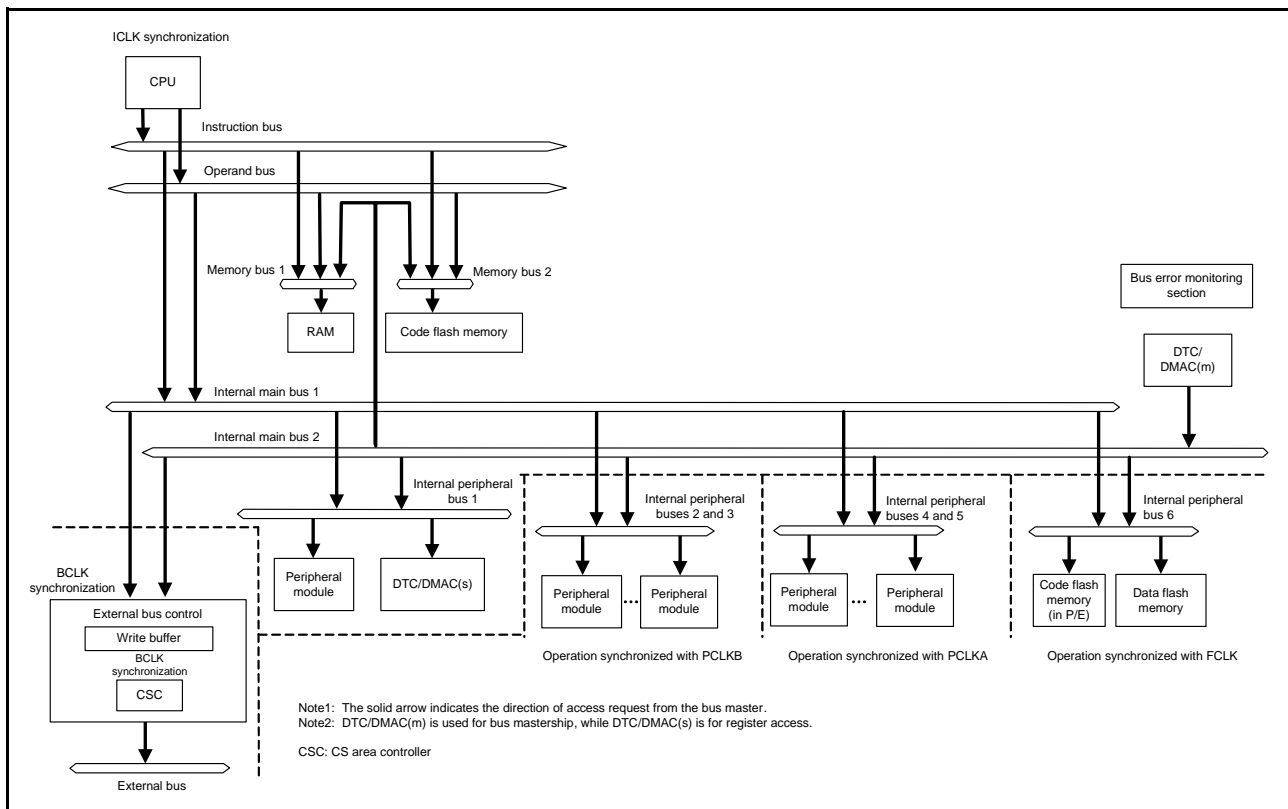 ICLK synchronization
CPU
Instruction bus
Operand bus
Memory bus 1
Memory bus 2
Bus error monitoring
section
RAM
Code flash memory
DTC/
DMAC(m)
Internal main bus 1
Internal main bus 2
Internal peripheral
bus 1
Internal peripheral
buses 2 and 3
Internal peripheral
buses 4 and 5
Internal peripheral
bus 6
BCLK
synchronization
Peripheral
module
DTC/DMAC(s)
Peripheral
module
...
Peripheral
module
Peripheral
module
...
Peripheral
module
Code flash
memory
(in P/E)
Data flash
memory
External bus control
Write buffer
BCLK
synchronization
CSC
Operation synchronized with PCLKB
Operation synchronized with PCLKA
Operation synchronized with FCLK
Note1: The solid arrow indicates the direction of access request from the bus master.
Note2: DTC/DMAC(m) is used for bus mastership, while DTC/DMAC(s) is for register access.
CSC: CS area controller
External bus